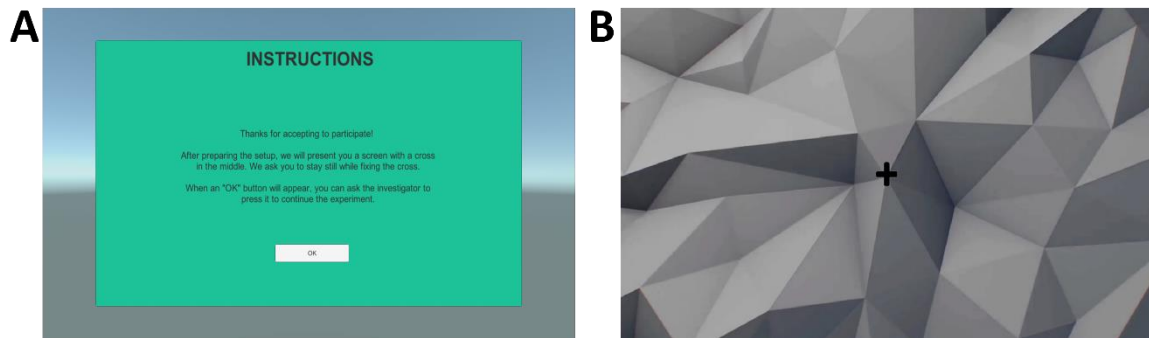 A
INSTRUCTIONS
Thanks for accepting to participate!
After preparing the setup, we will present you a screen with a cross
in the middle. We ask you to stay still while fixing the cross.
When an "OK" button will appear, you can ask the investigator to
press it to continue the experiment.
OK
B